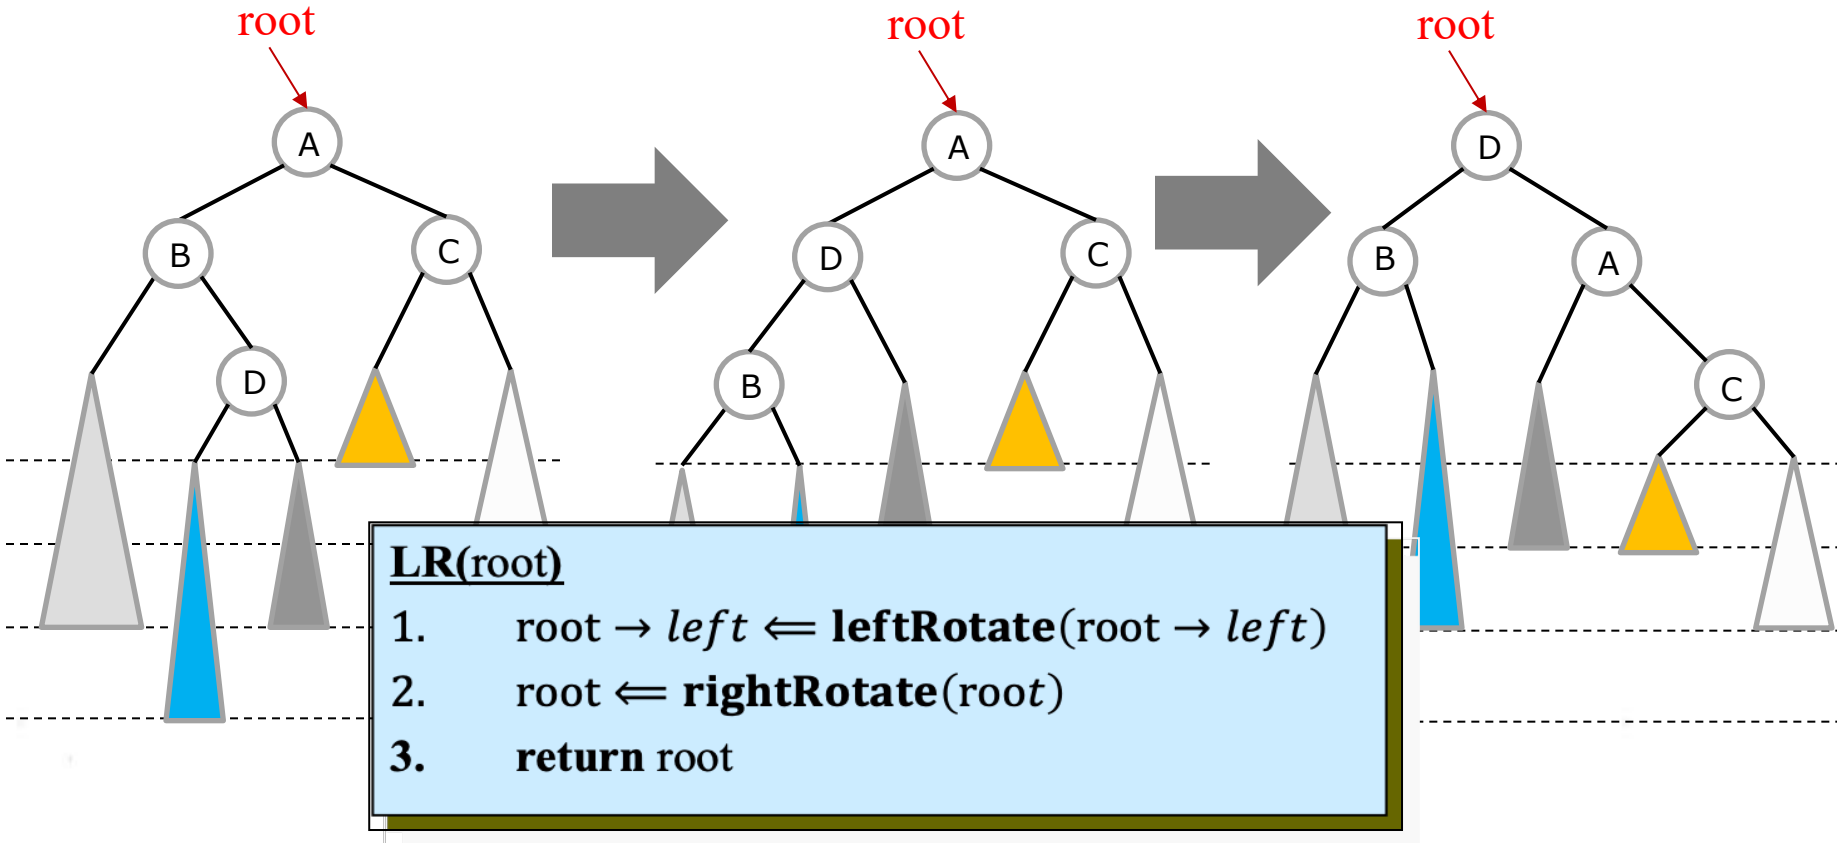 root
root
root
A
A
D
B
C
D
C
B
A
D
B
C
LR(root)
1. root → left ⟸ leftRotate(root → left)
2. root ⟸ rightRotate(root)
3. return root